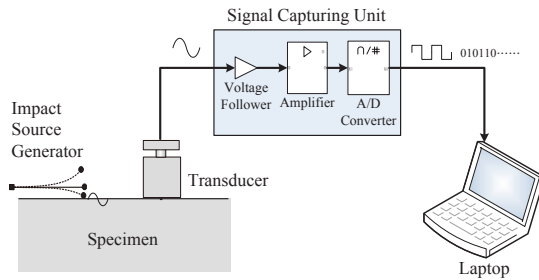 Signal Capturing Unit
∩/#
010110......
Voltage
Follower
Amplifier
A/D
Converter
Impact
Source
Generator
Transducer
Specimen
Laptop